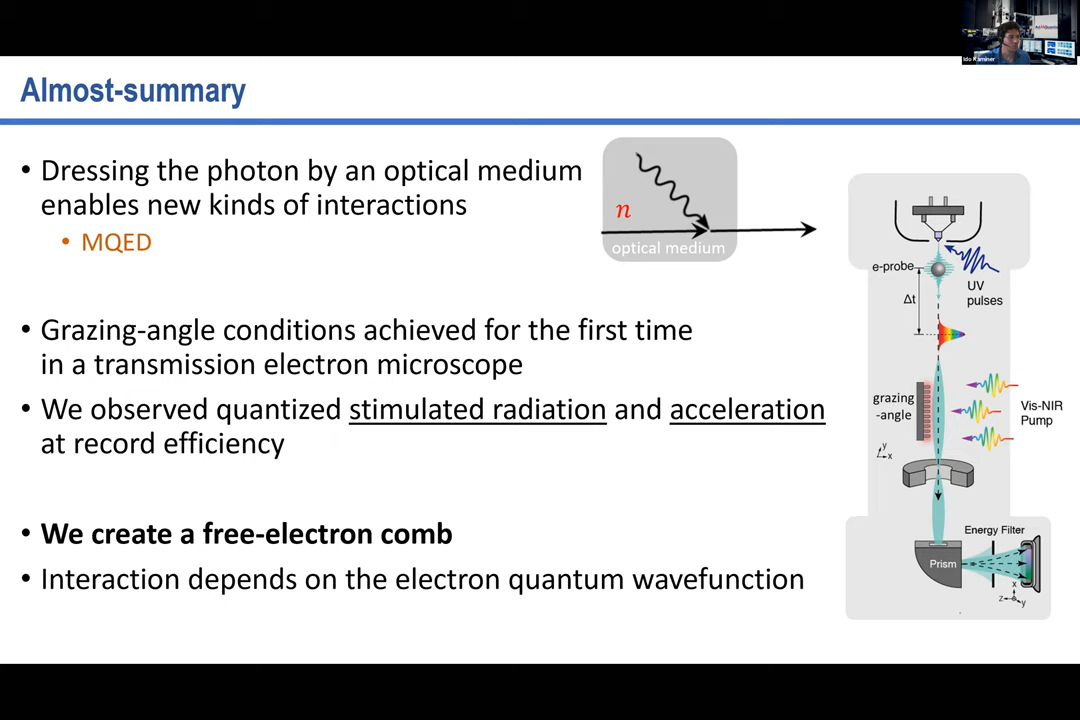 Almost-summary
• Dressing the photon by an optical medium
enables new kinds of interactions
• MQED
n
optical medium
• Grazing-angle conditions achieved for the first time
in a transmission electron microscope
• We observed quantized stimulated radiation and acceleration
at record efficiency
• We create a free-electron comb
• Interaction depends on the electron quantum wavefunction
e-probe
UV
pulses
Δt
grazing
-angle
Vis-NIR
Pump
y
x
Energy Filter
Prism
x
z
y
Ido Kaminer